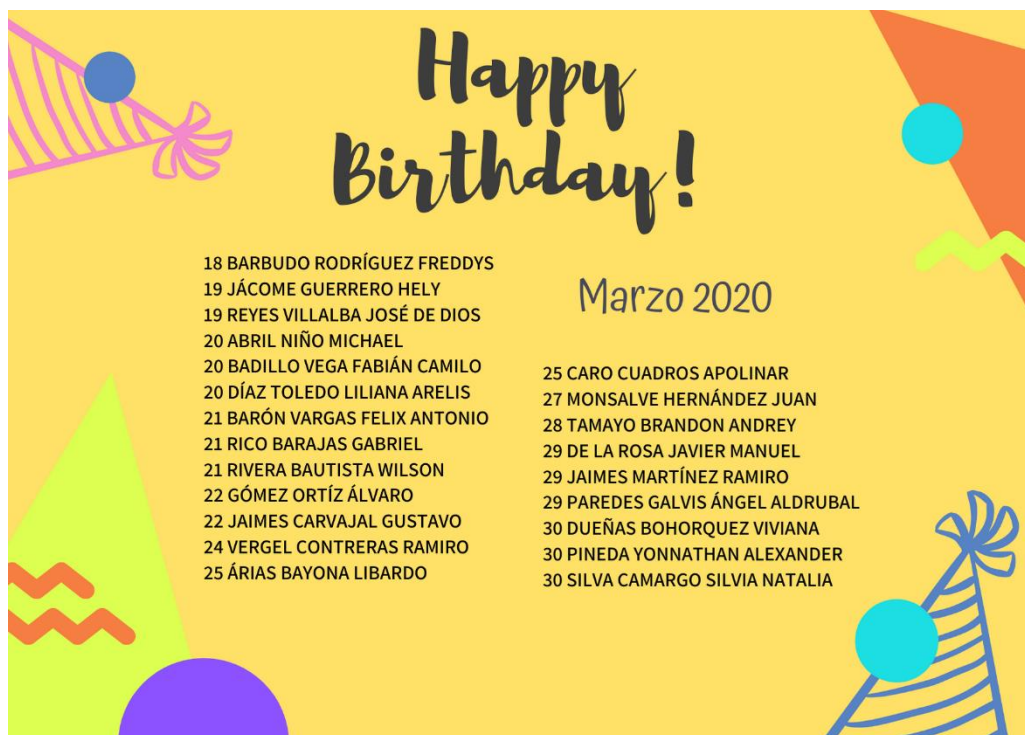 Happy
Birthday!
18 BARBUDO RODRÍGUEZ FREDDYS
19 JÁCOME GUERRERO HELY
19 REYES VILLALBA JOSÉ DE DIOS
20 ABRIL NIÑO MICHAEL
20 BADILLO VEGA FABIÁN CAMILO
20 DÍAZ TOLEDO LILIANA ARELIS
21 BARÓN VARGAS FELIX ANTONIO
21 RICO BARAJAS GABRIEL
21 RIVERA BAUTISTA WILSON
22 GÓMEZ ORTÍZ ÁLVARO
22 JAIMES CARVAJAL GUSTAVO
24 VERGEL CONTRERAS RAMIRO
25 ÁRIAS BAYONA LIBARDO
Marzo 2020
25 CARO CUADROS APOLINAR
27 MONSALVE HERNÁNDEZ JUAN
28 TAMAYO BRANDON ANDREY
29 DE LA ROSA JAVIER MANUEL
29 JAIMES MARTÍNEZ RAMIRO
29 PAREDES GALVIS ÁNGEL ALDRUBAL
30 DUEÑAS BOHORQUEZ VIVIANA
30 PINEDA YONNATHAN ALEXANDER
30 SILVA CAMARGO SILVIA NATALIA